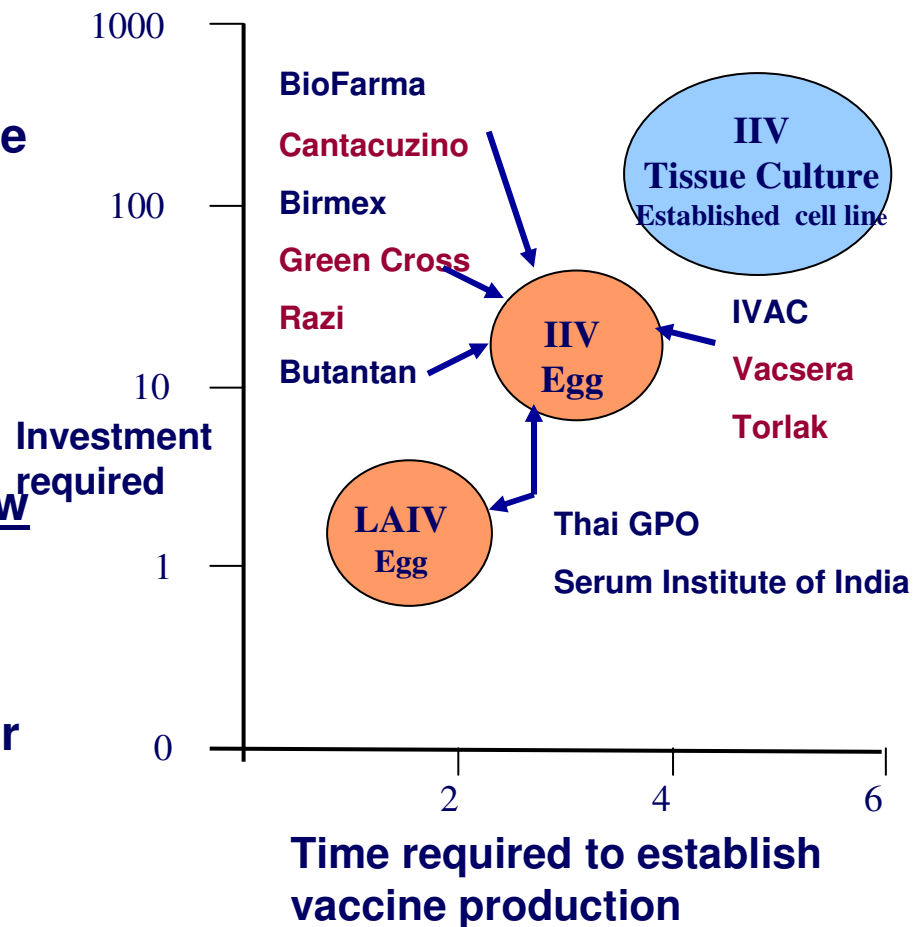 1000
BioFarma
e
Cantacuzino
IIV
Tissue Culture
Established cell line
100
Birmex
Green Cross
Razi
IVAC
IIV
Egg
Butantan
Vacsera
10
Torlak
Investment
required
w
LAIV
Egg
Thai GPO
1
Serum Institute of India
r
0
2
4
6
Time required to establish
vaccine production